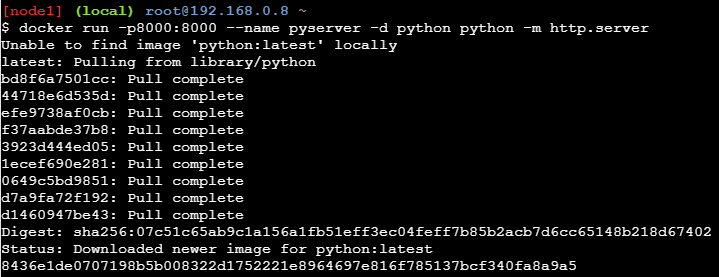 [node1] (local) root@192.168.0.8 ~
$ docker run -p8000:8000 --name pyserver -d python python -m http.server
Unable to find image 'python:latest' locally
latest: Pulling from library/python
bd8f6a7501cc: Pull complete
44718e6d535d: Pull complete
efe9738af0cb: Pull complete
f37aabde37b8: Pull complete
3923d444ed05: Pull complete
1ecef690e281: Pull complete
0649c5bd9851: Pull complete
d7a9fa72f192: Pull complete
d1460947be43: Pull complete
Digest: sha256:07c51c65ab9c1a156a1fb51eff3ec04feff7b85b2acb7d6cc65148b218d67402
Status: Downloaded newer image for python:latest
8436e1de0707198b5b008322d1752221e8964697e816f785137bcf340fa8a9a5